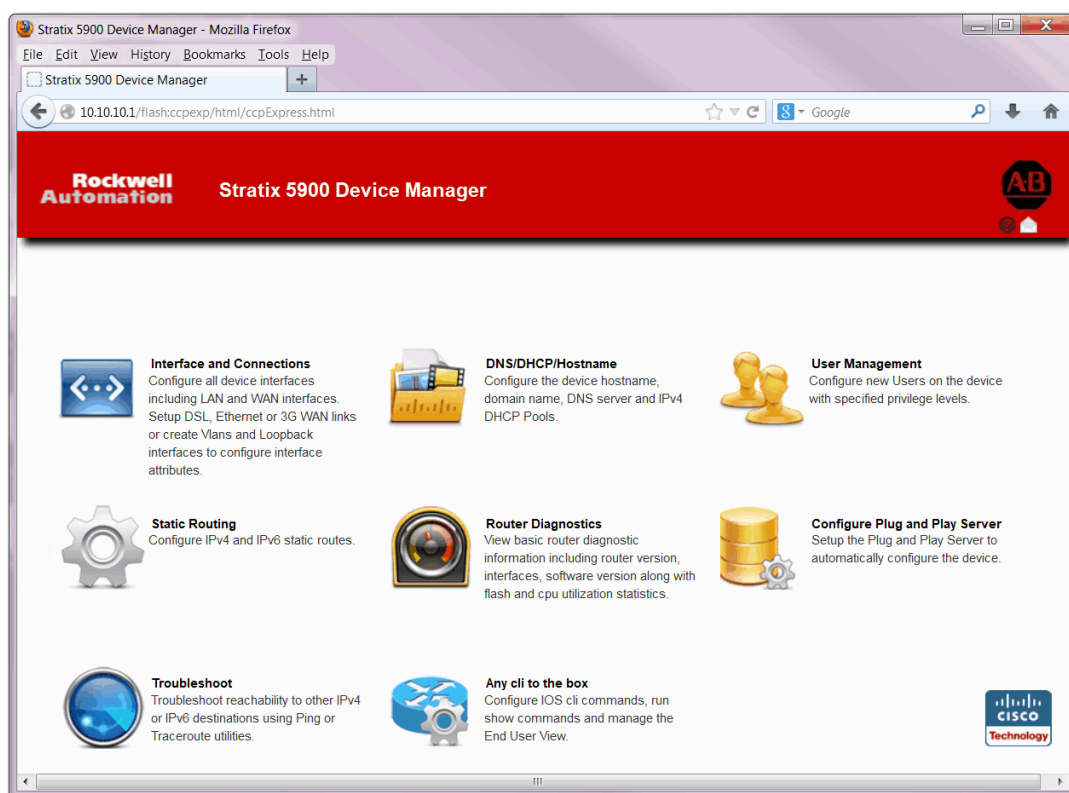 Stratix 5900 Device Manager - Mozilla Firefox
File Edit View History Bookmarks Tools Help
Stratix 5900 Device Manager
10.10.10.1/flash:ccpexp/html/ccpExpress.html
8 Google
Rockwell
Automation
Stratix 5900 Device Manager
AB
?
Interface and Connections
Configure all device interfaces
including LAN and WAN interfaces.
Setup DSL, Ethernet or 3G WAN links
or create Vlans and Loopback
interfaces to configure interface
attributes.
DNS/DHCP/Hostname
Configure the device hostname,
domain name, DNS server and IPv4
DHCP Pools.
User Management
Configure new Users on the device
with specified privilege levels.
Static Routing
Configure IPv4 and IPv6 static routes.
Router Diagnostics
View basic router diagnostic
information including router version,
interfaces, software version along with
flash and cpu utilization statistics.
Configure Plug and Play Server
Setup the Plug and Play Server to
automatically configure the device.
Troubleshoot
Troubleshoot reachability to other IPv4
or IPv6 destinations using Ping or
Traceroute utilities.
Any cli to the box
Configure IOS cli commands, run
show commands and manage the
End User View.
CISCO
Technology